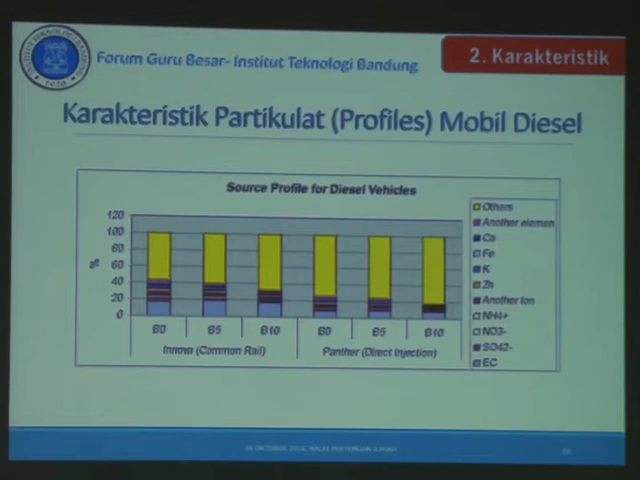 Forum Guru Besar- Institut Teknologi Bandung
2. Karakteristik
Karakteristik Partikulat (Profiles) Mobil Diesel
Source Profile for Diesel Vehicles
120
100
80
60
40
20
0
%
B0
B5
B10
B0
B5
B10
Innova (Common Rail)
Panther (Direct Injection)
Others
Another elemen
Ca
Fe
K
Zn
Another Ion
NH4+
NO3-
SO42-
EC